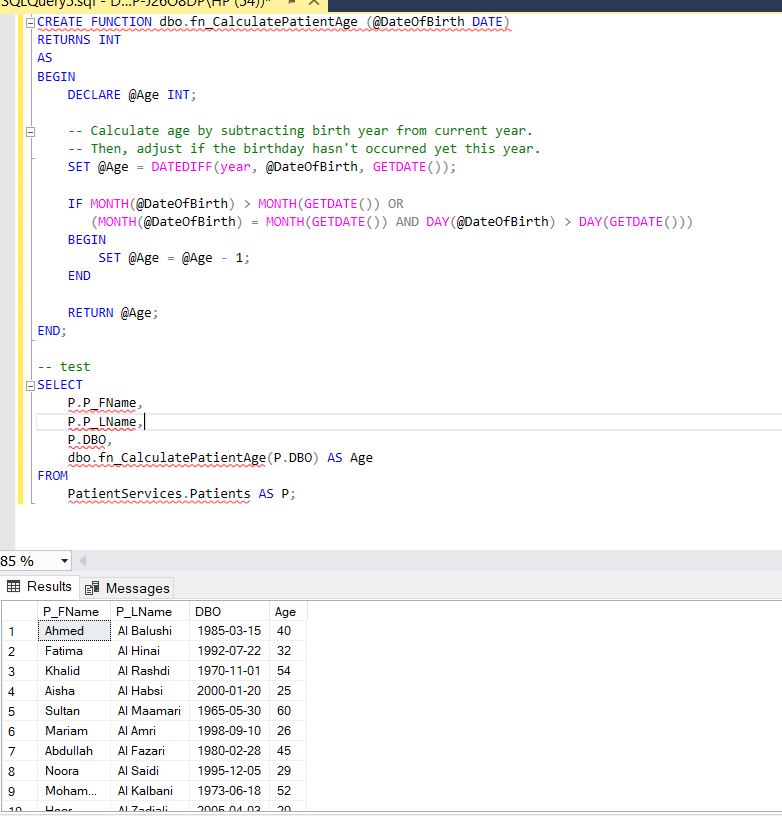 SQLQuery5.sql - D...P-J26O8DP\HP (54))*
CREATE FUNCTION dbo.fn_CalculatePatientAge (@DateOfBirth DATE)
RETURNS INT
AS
BEGIN
DECLARE @Age INT;
-- Calculate age by subtracting birth year from current year.
-- Then, adjust if the birthday hasn't occurred yet this year.
SET @Age = DATEDIFF(year, @DateOfBirth, GETDATE());
IF MONTH(@DateOfBirth) > MONTH(GETDATE()) OR
(MONTH(@DateOfBirth) = MONTH(GETDATE()) AND DAY(@DateOfBirth) > DAY(GETDATE()))
BEGIN
SET @Age = @Age - 1;
END
RETURN @Age;
END;
-- test
SELECT
P.P_FName,
P.P_LName,
P.DBO,
dbo.fn_CalculatePatientAge(P.DBO) AS Age
FROM
PatientServices.Patients AS P;
85 %
Results Messages
P_FName P_LName DBO Age
1 Ahmed Al Balushi 1985-03-15 40
2 Fatima Al Hinai 1992-07-22 32
3 Khalid Al Rashdi 1970-11-01 54
4 Aisha Al Habsi 2000-01-20 25
5 Sultan Al Maamari 1965-05-30 60
6 Mariam Al Amri 1998-09-10 26
7 Abdullah Al Fazari 1980-02-28 45
8 Noora Al Saidi 1995-12-05 29
9 Moham... Al Kalbani 1973-06-18 52
10 Al Zadjali 2005-04-03 20